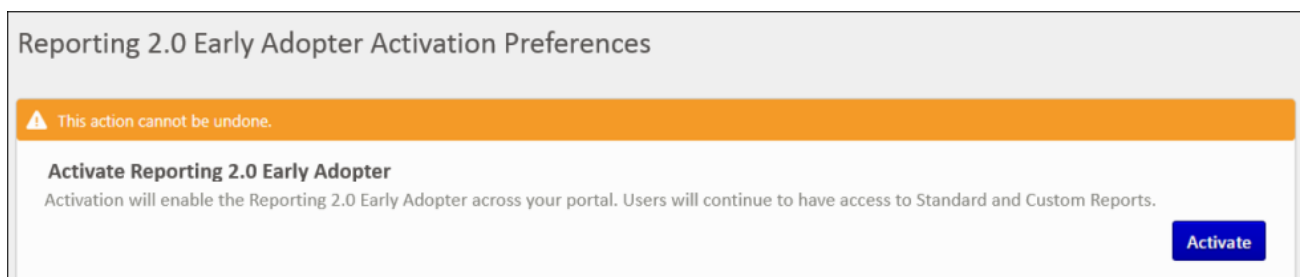 Reporting 2.0 Early Adopter Activation Preferences
This action cannot be undone.
Activate Reporting 2.0 Early Adopter
Activation will enable the Reporting 2.0 Early Adopter across your portal. Users will continue to have access to Standard and Custom Reports.
Activate